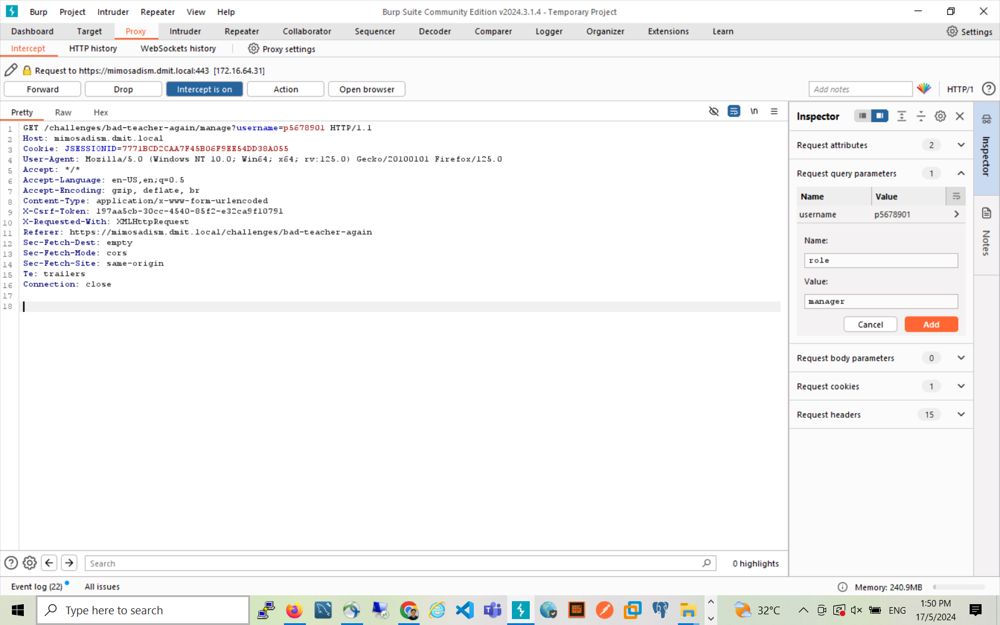 Burp Project Intruder Repeater View Help Burp Suite Community Edition v2024.3.1.4 - Temporary Project
Dashboard Target Proxy Intruder Repeater Collaborator Sequencer Decoder Comparer Logger Organizer Extensions Learn Settings
Intercept HTTP history WebSockets history Proxy settings
Request to https://mimosadism.dmit.local:443 [172.16.64.31]
Forward Drop Intercept is on Action Open browser Add notes HTTP/1 ?
Pretty Raw Hex \n
1 GET /challenges/bad-teacher-again/manage?username=p5678901 HTTP/1.1
2 Host: mimosadism.dmit.local
3 Cookie: JSESSIONID=7771BCD2CAA7F45B06F9EE54DD38A055
4 User-Agent: Mozilla/5.0 (Windows NT 10.0; Win64; x64; rv:125.0) Gecko/20100101 Firefox/125.0
5 Accept: */*
6 Accept-Language: en-US,en;q=0.5
7 Accept-Encoding: gzip, deflate, br
8 Content-Type: application/x-www-form-urlencoded
9 X-Csrf-Token: 197aa5cb-30cc-4540-85f2-e32ca9f10791
10 X-Requested-With: XMLHttpRequest
11 Referer: https://mimosadism.dmit.local/challenges/bad-teacher-again
12 Sec-Fetch-Dest: empty
13 Sec-Fetch-Mode: cors
14 Sec-Fetch-Site: same-origin
15 Te: trailers
16 Connection: close
17
18
Inspector
Request attributes 2
Request query parameters 1
Name Value
username p5678901
Name:
role
Value:
manager
Cancel Add
Request body parameters 0
Request cookies 1
Request headers 15
Inspector
Notes
? Search 0 highlights
Event log (22) All issues Memory: 240.9MB
Type here to search 32°C ENG 1:50 PM
17/5/2024